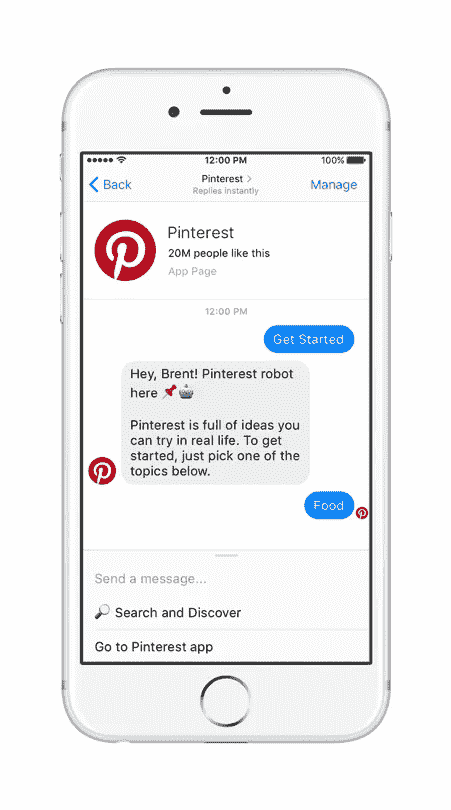 12:00 PM 100%
Back Pinterest > Manage
Replies instantly
Pinterest
20M people like this
App Page
12:00 PM
Get Started
Hey, Brent! Pinterest robot
here 📌🤖
Pinterest is full of ideas you
can try in real life. To get
started, just pick one of the
topics below.
Food
Send a message...
🔎 Search and Discover
Go to Pinterest app